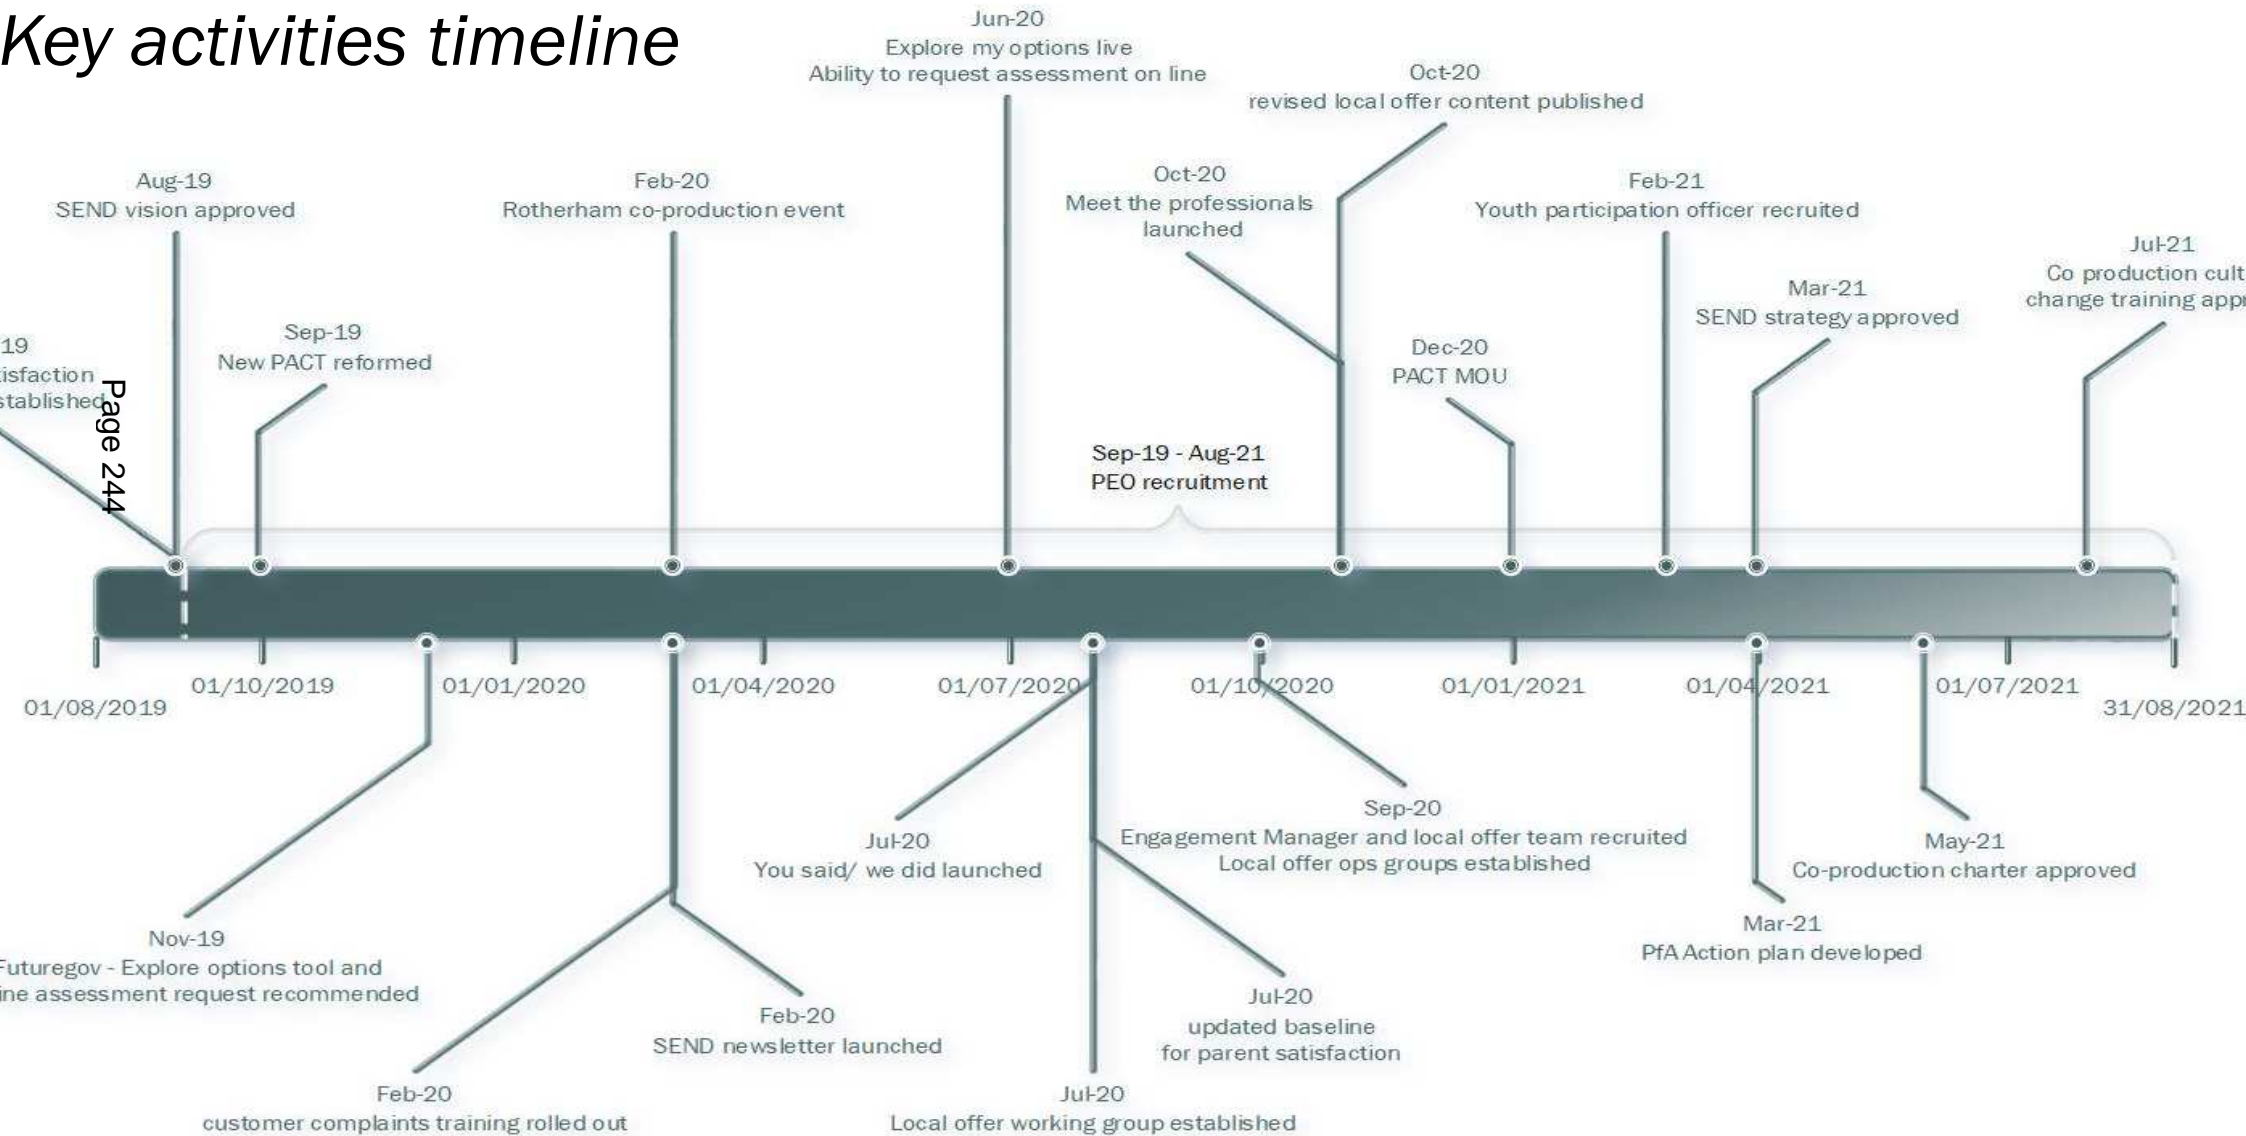 Key activities timeline
Jun-20
Explore my options live
Ability to request assessment on line
Oct-20
revised local offer content published
Aug-19
SEND vision approved
Feb-20
Rotherham co-production event
Oct-20
Meet the professionals
launched
Feb-21
Youth participation officer recruited
Jul-21
Co production
change training
Mar-21
SEND strategy approved
Sep-19
New PACT reformed
19
Dec-20
PACT MOU
Page 244
Sep-19 - Aug-21
PEO recruitment
01/08/2019
01/10/2019
01/01/2020
01/04/2020
01/07/2020
01/10/2020
01/01/2021
01/04/2021
01/07/2021
31/08/2021
Jul-20
You said/ we did launched
Sep-20
Engagement Manager and local offer team recruited
Local offer ops groups established
May-21
Co-production charter approved
Mar-21
PfA Action plan developed
Nov-19
Futuregov - Explore options tool and
assessment request recommended
Feb-20
SEND newsletter launched
Jul-20
updated baseline
for parent satisfaction
Feb-20
customer complaints training rolled out
Jul-20
Local offer working group established